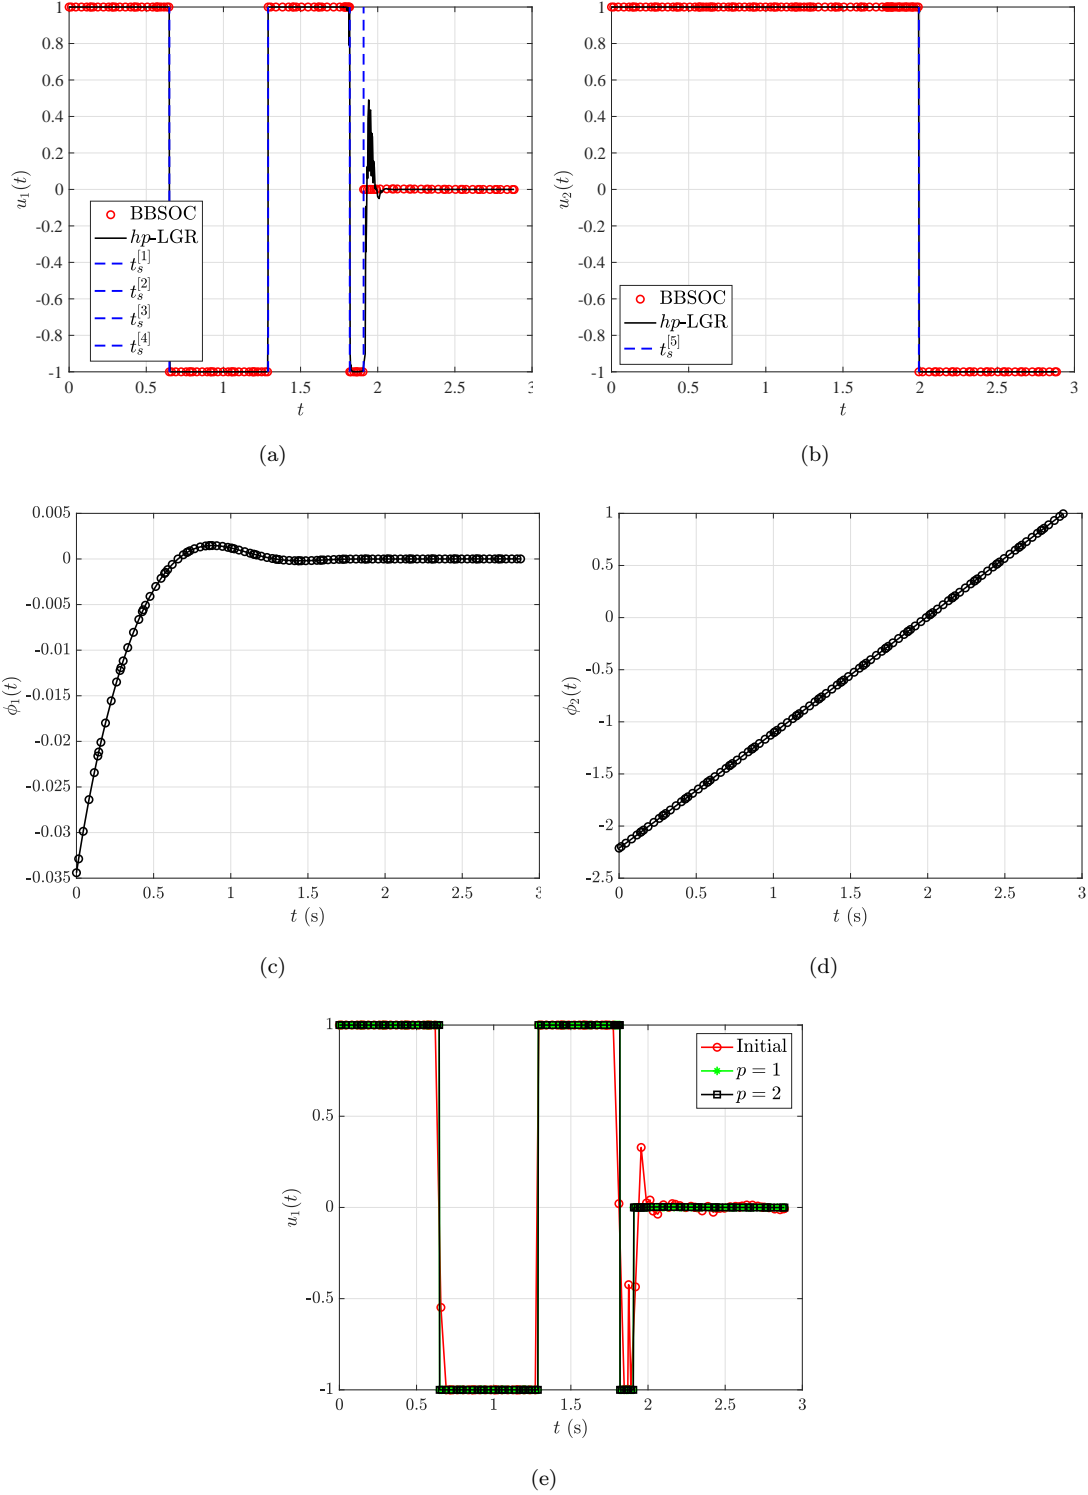 1
0.8
0.6
0.4
0.2
0
-0.2
-0.4
-0.6
-0.8
-1
u₁(t)
BBSOC
hp-LGR
tₛ^[1]
tₛ^[2]
tₛ^[3]
tₛ^[4]
0 0.5 1 1.5 2 2.5 3
t
(a)
1
0.8
0.6
0.4
0.2
0
-0.2
-0.4
-0.6
-0.8
-1
u₂(t)
BBSOC
hp-LGR
tₛ^[5]
0 0.5 1 1.5 2 2.5 3
t
(b)
0.005
0
-0.005
-0.01
-0.015
-0.02
-0.025
-0.03
-0.035
ϕ₁(t)
0 0.5 1 1.5 2 2.5 3
t (s)
(c)
1
0.5
0
-0.5
-1
-1.5
-2
-2.5
ϕ₂(t)
0 0.5 1 1.5 2 2.5 3
t (s)
(d)
1
0.5
0
-0.5
-1
u₁(t)
Initial
p = 1
p = 2
0 0.5 1 1.5 2 2.5 3
t (s)
(e)